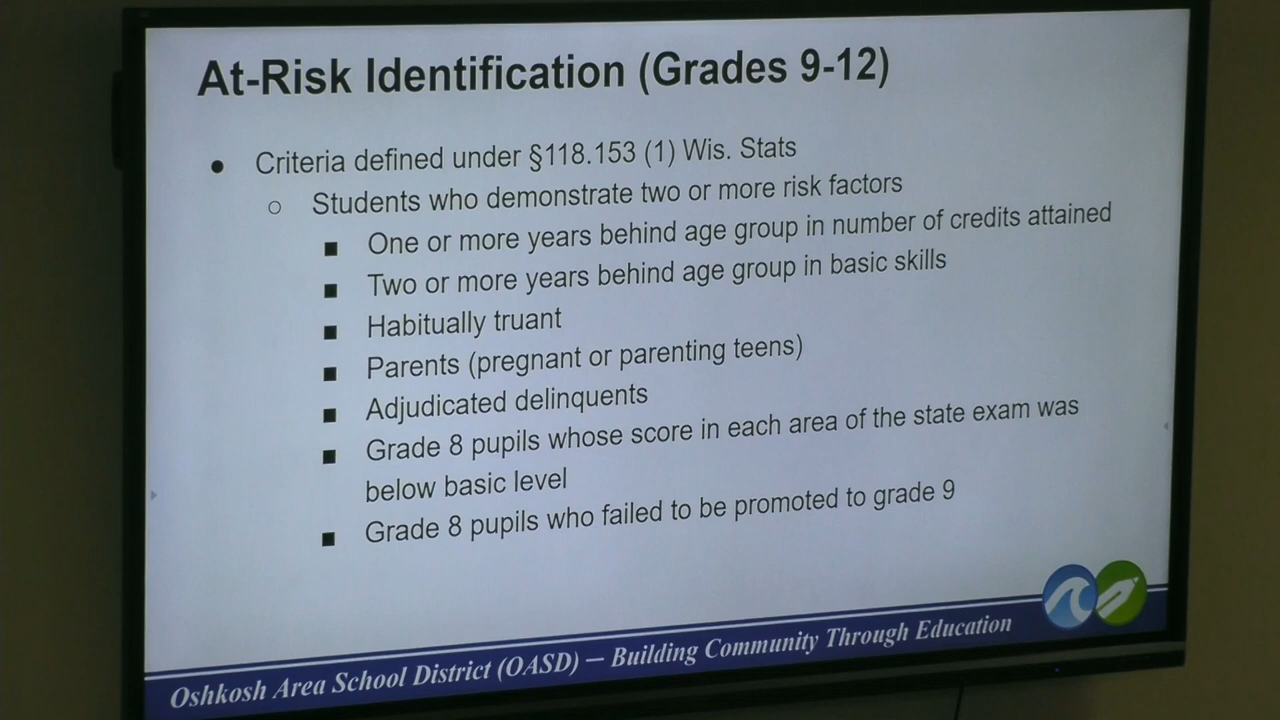 At-Risk Identification (Grades 9-12)
● Criteria defined under §118.153 (1) Wis. Stats
○ Students who demonstrate two or more risk factors
■ One or more years behind age group in number of credits attained
■ Two or more years behind age group in basic skills
■ Habitually truant
■ Parents (pregnant or parenting teens)
■ Adjudicated delinquents
■ Grade 8 pupils whose score in each area of the state exam was
below basic level
■ Grade 8 pupils who failed to be promoted to grade 9
Oshkosh Area School District (OASD) — Building Community Through Education